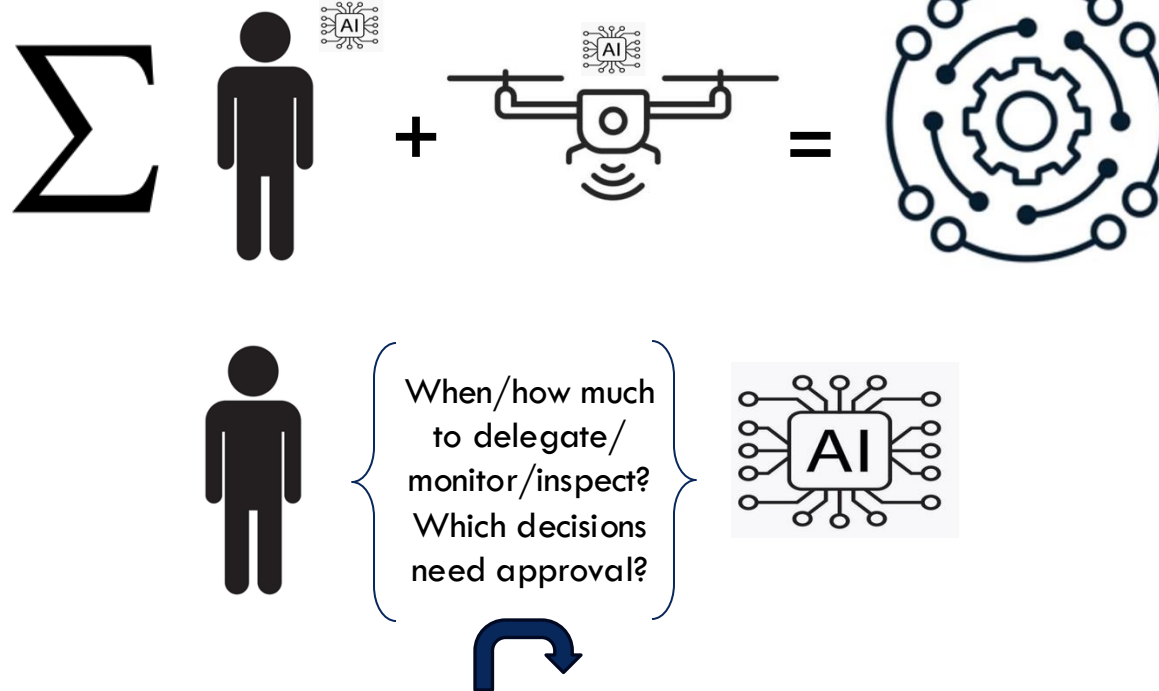 AI
AI
Σ
+
=
When/how much
to delegate/
monitor/inspect?
Which decisions
need approval?
AI